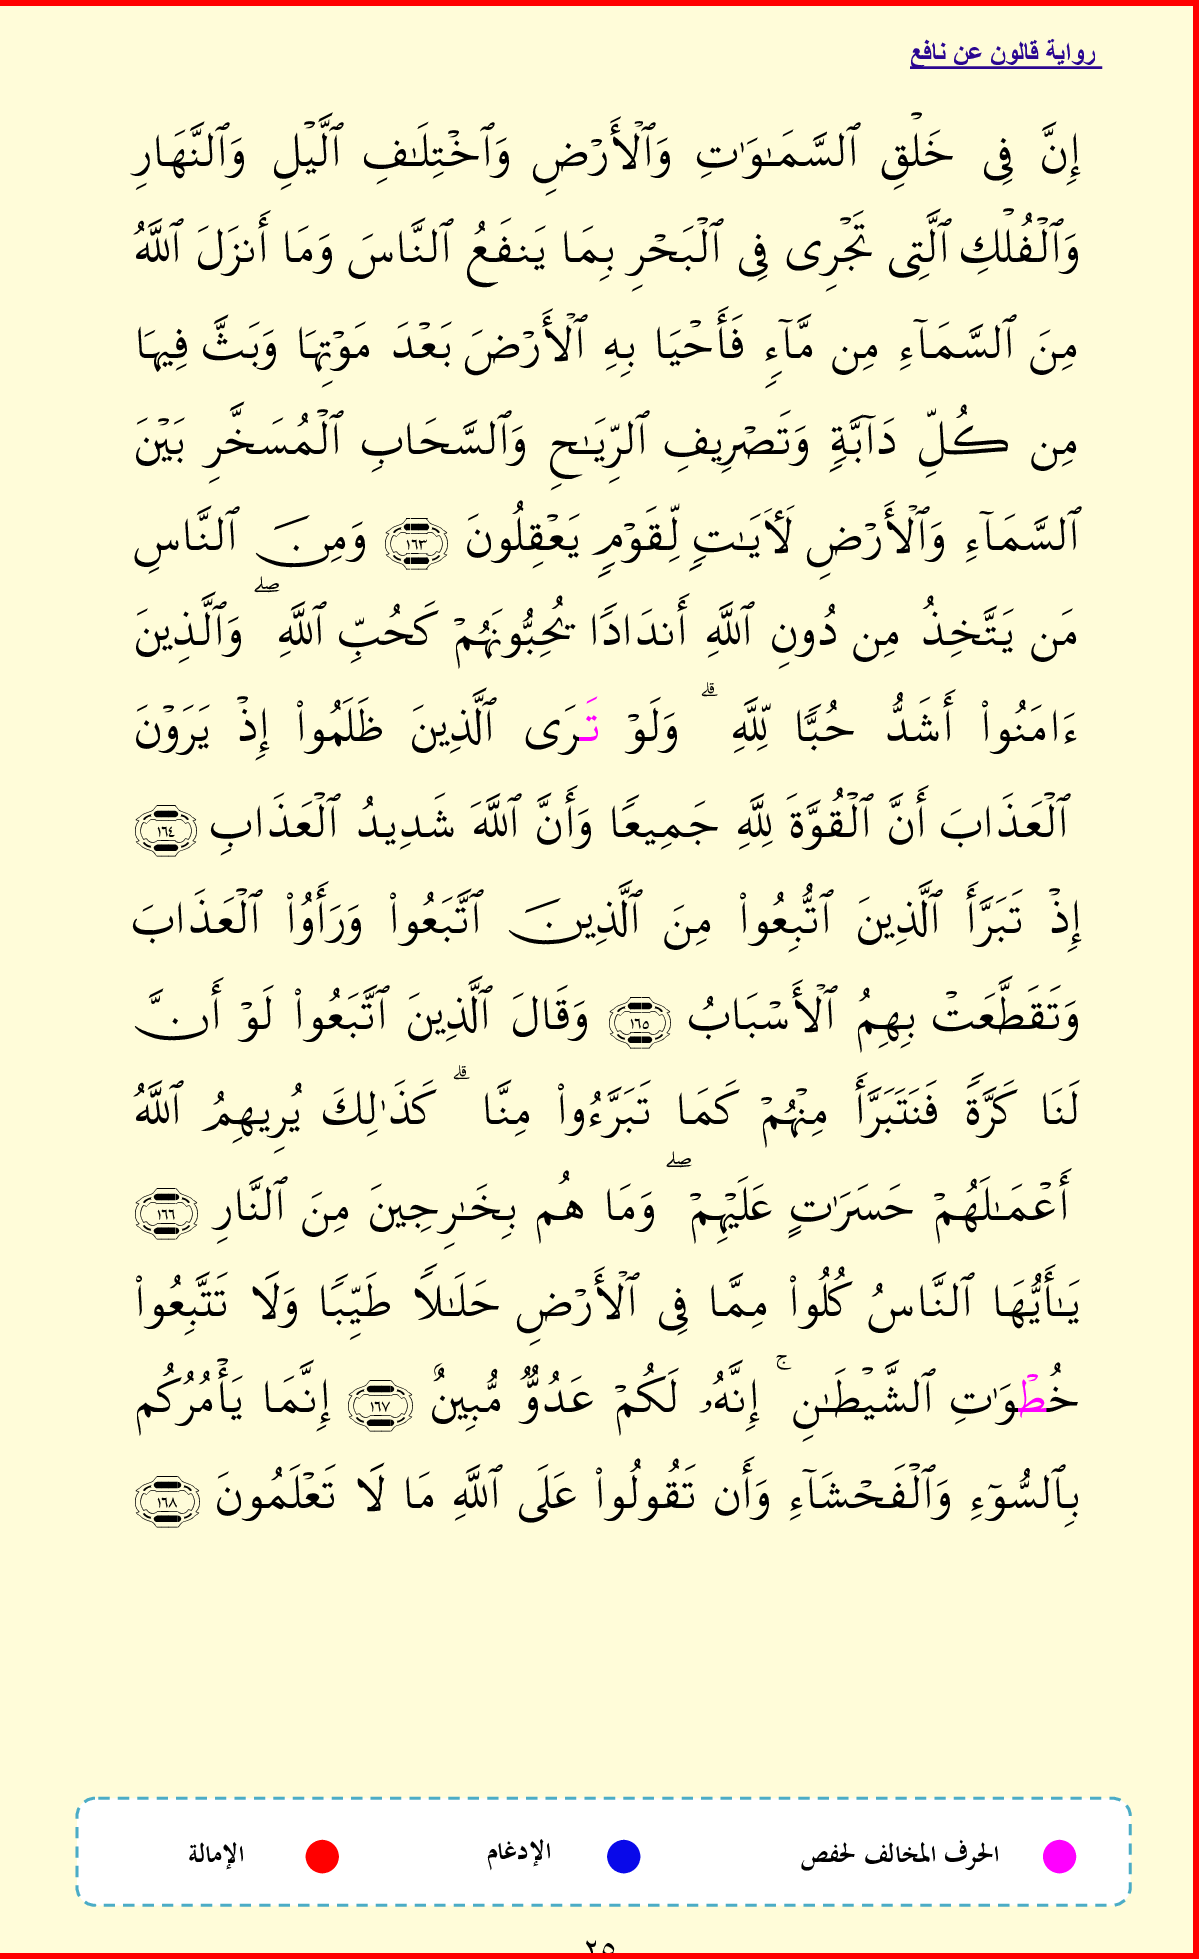 رواية قالون عن نافع
إِنَّ فِى خَلْقِ ٱلسَّمَـٰوَٰتِ وَٱلْأَرْضِ وَٱخْتِلَـٰفِ ٱلَّيْلِ وَٱلنَّهَارِ
وَٱلْفُلْكِ ٱلَّتِى تَجْرِى فِى ٱلْبَحْرِ بِمَا يَنفَعُ ٱلنَّاسَ وَمَا أَنزَلَ ٱللَّهُ
مِنَ ٱلسَّمَآءِ مِن مَّآءٍ فَأَحْيَا بِهِ ٱلْأَرْضَ بَعْدَ مَوْتِهَا وَبَثَّ فِيهَا
مِن كُلِّ دَآبَّةٍ وَتَصْرِيفِ ٱلرِّيَـٰحِ وَٱلسَّحَابِ ٱلْمُسَخَّرِ بَيْنَ
ٱلسَّمَآءِ وَٱلْأَرْضِ لَأَيَـٰتٍ لِّقَوْمٍ يَعْقِلُونَ ١٦٣ وَمِنَ ٱلنَّاسِ
مَن يَتَّخِذُ مِن دُونِ ٱللَّهِ أَندَادًا يُحِبُّونَهُمْ كَحُبِّ ٱللَّهِ ۖ وَٱلَّذِينَ
ءَامَنُوا۟ أَشَدُّ حُبًّا لِّلَّهِ ۗ وَلَوْ تَرَى ٱلَّذِينَ ظَلَمُوا۟ إِذْ يَرَوْنَ
ٱلْعَذَابَ أَنَّ ٱلْقُوَّةَ لِلَّهِ جَمِيعًا وَأَنَّ ٱللَّهَ شَدِيدُ ٱلْعَذَابِ ١٦٤
إِذْ تَبَرَّأَ ٱلَّذِينَ ٱتُّبِعُوا۟ مِنَ ٱلَّذِينَ ٱتَّبَعُوا۟ وَرَأَوُا۟ ٱلْعَذَابَ
وَتَقَطَّعَتْ بِهِمُ ٱلْأَسْبَابُ ١٦٥ وَقَالَ ٱلَّذِينَ ٱتَّبَعُوا۟ لَوْ أَنَّ
لَنَا كَرَّةً فَنَتَبَرَّأَ مِنْهُمْ كَمَا تَبَرَّءُوا۟ مِنَّا ۗ كَذَٰلِكَ يُرِيهِمُ ٱللَّهُ
أَعْمَـٰلَهُمْ حَسَرَٰتٍ عَلَيْهِمْ ۖ وَمَا هُم بِخَـٰرِجِينَ مِنَ ٱلنَّارِ ١٦٦
يَـٰأَيُّهَا ٱلنَّاسُ كُلُوا۟ مِمَّا فِى ٱلْأَرْضِ حَلَـٰلًا طَيِّبًا وَلَا تَتَّبِعُوا۟
خُطْوَٰتِ ٱلشَّيْطَـٰنِ ۚ إِنَّهُۥ لَكُمْ عَدُوٌّ مُّبِينٌ ١٦٧ إِنَّمَا يَأْمُرُكُم
بِٱلسُّوٓءِ وَٱلْفَحْشَآءِ وَأَن تَقُولُوا۟ عَلَى ٱللَّهِ مَا لَا تَعْلَمُونَ ١٦٨
الحرف المخالف لحفص الإدغام الإمالة
٢٥